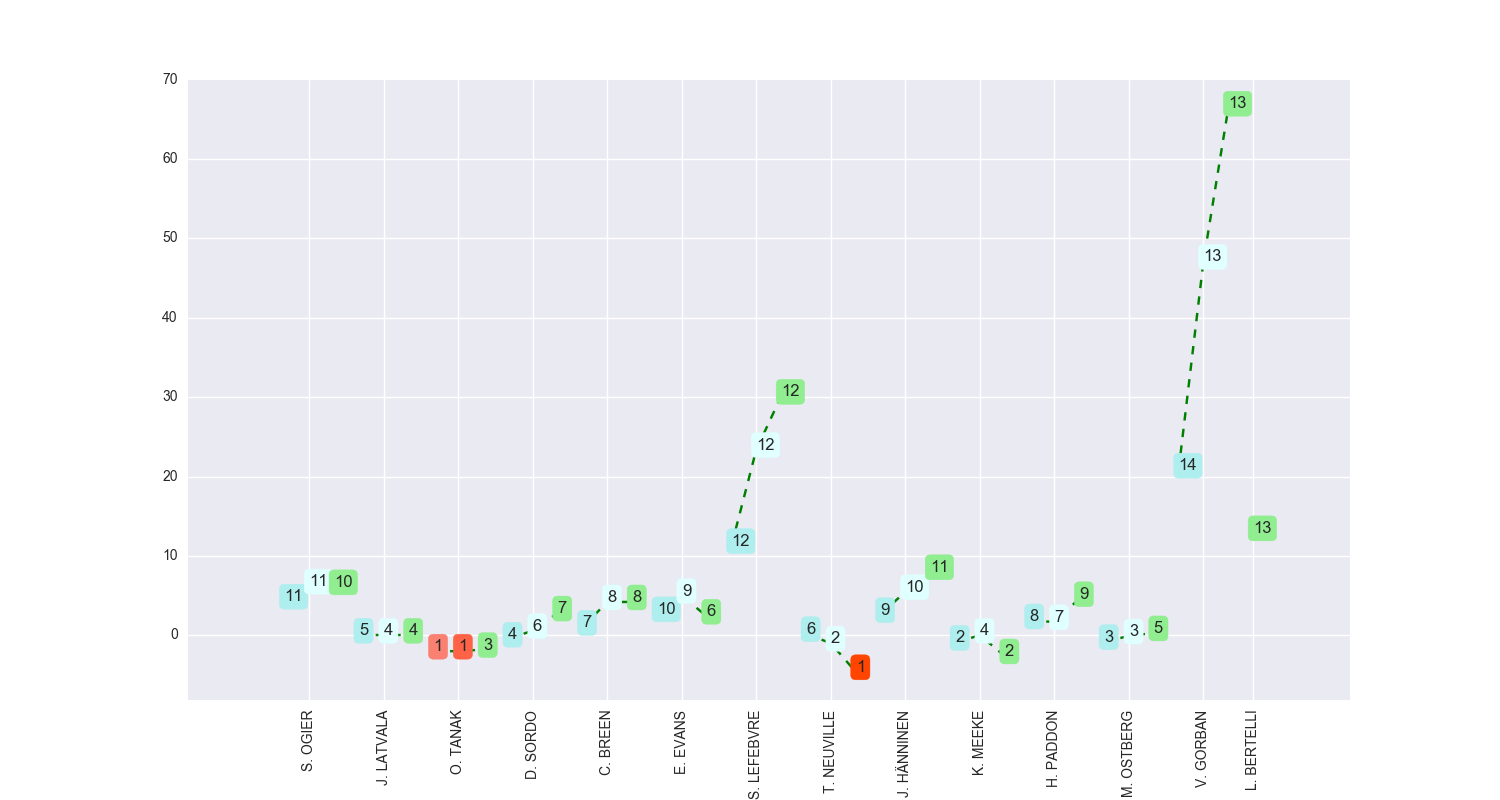 70
60
50
40
30
20
10
0
11 11 10
5 4 4
1 1 3
4 6 7
7 8 8
10 9 6
12 12 12
6 2 1
9 10 11
2 4 2
8 7 9
3 3 5
14 13 13
13
S. OGIER
J. LATVALA
O. TANAK
D. SORDO
C. BREEN
E. EVANS
S. LEFEBVRE
T. NEUVILLE
J. HÄNNINEN
K. MEEKE
H. PADDON
M. OSTBERG
V. GORBAN
L. BERTELLI